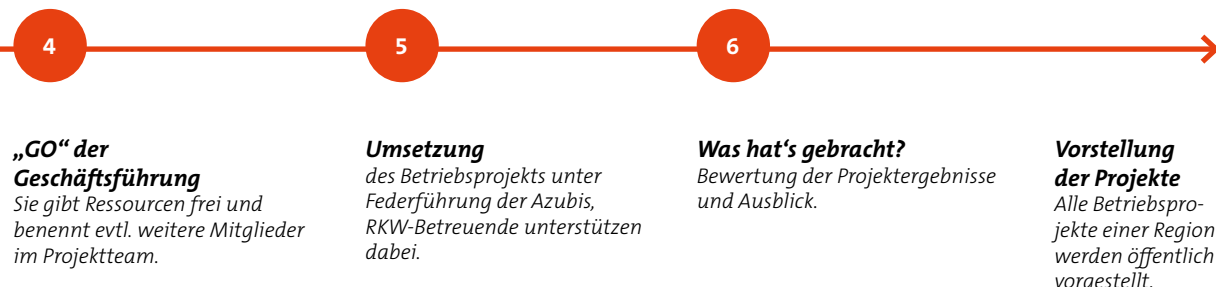 4
5
6
„GO“ der
Geschäftsführung
Sie gibt Ressourcen frei und
benennt evtl. weitere Mitglieder
im Projektteam.
Umsetzung
des Betriebsprojekts unter
Federführung der Azubis,
RKW-Betreuende unterstützen
dabei.
Was hat‘s gebracht?
Bewertung der Projektergebnisse
und Ausblick.
Vorstellung
der Projekte
Alle Betriebspro-
jekte einer Region
werden öffentlich
vorgestellt.